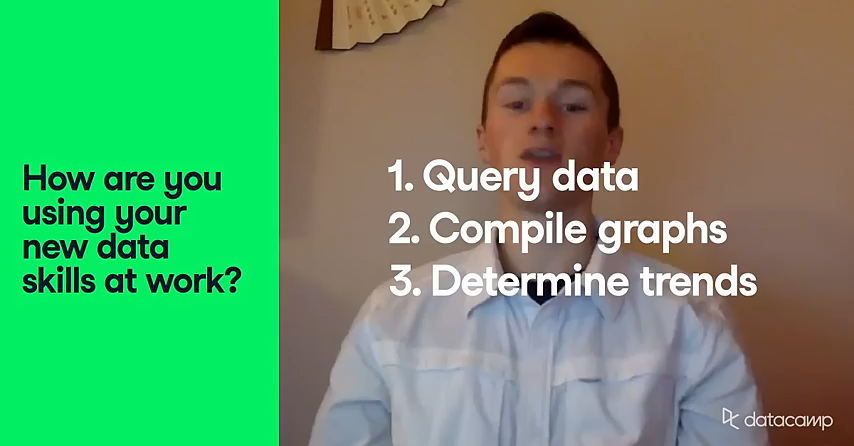 How are you
using your
new data
skills at work?
1. Query data
2. Compile graphs
3. Determine trends
datacamp